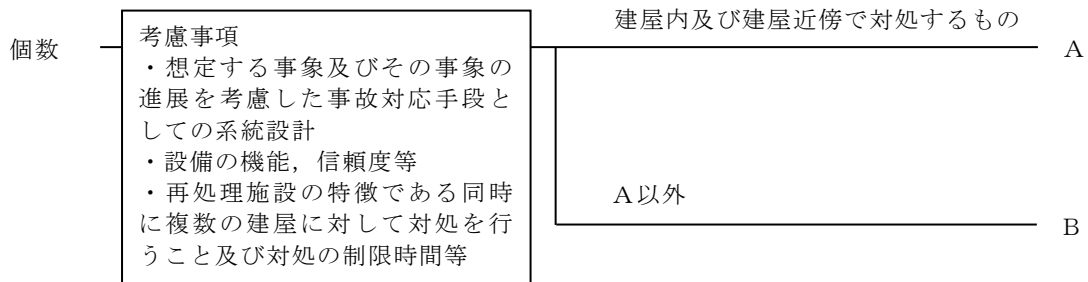 建屋内及び建屋近傍で対処するもの
個数
考慮事項
・想定する事象及びその事象の
進展を考慮した事故対応手段と
しての系統設計
・設備の機能，信頼度等
・再処理施設の特徴である同時
に複数の建屋に対して対処を行
うこと及び対処の制限時間等
A
A以外
B